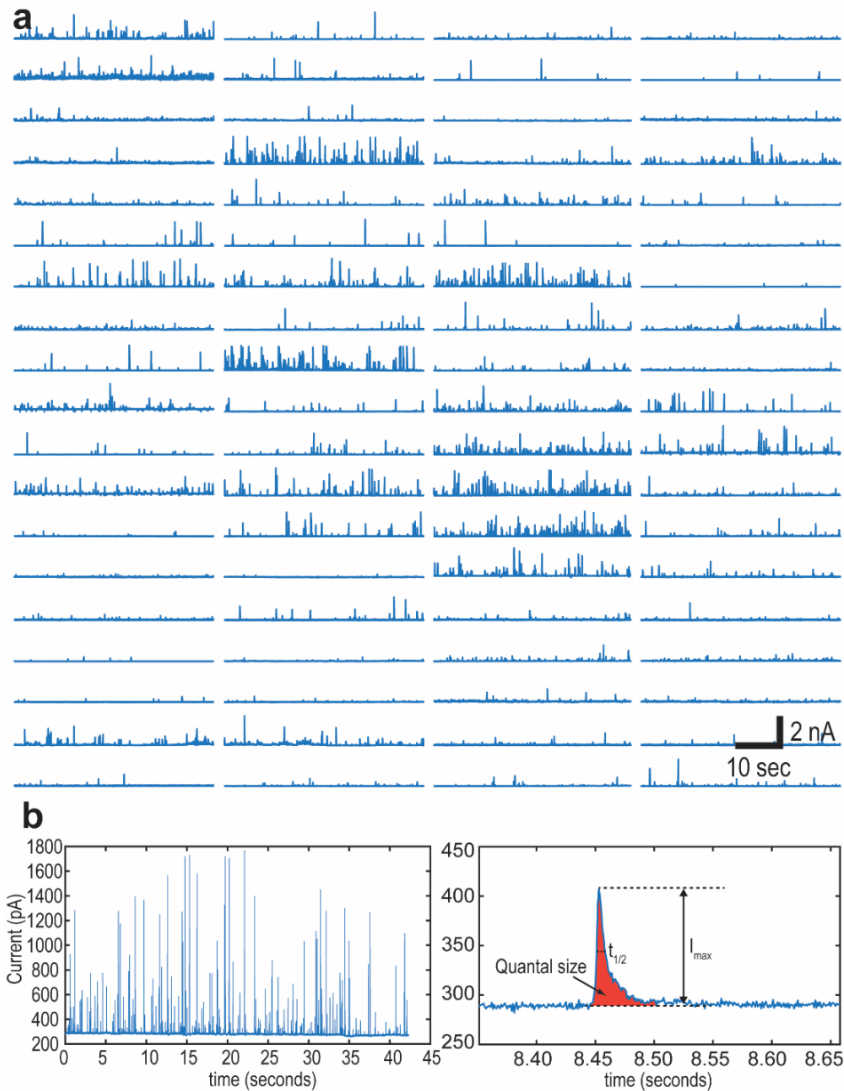 a
2 nA
10 sec
b
1800
1600
1400
1200
1000
800
600
400
200
Current (pA)
0 5 10 15 20 25 30 35 40 45
time (seconds)
450
400
350
300
250
t1/2
Imax
Quantal size
8.40 8.45 8.50 8.55 8.60 8.65
time (seconds)